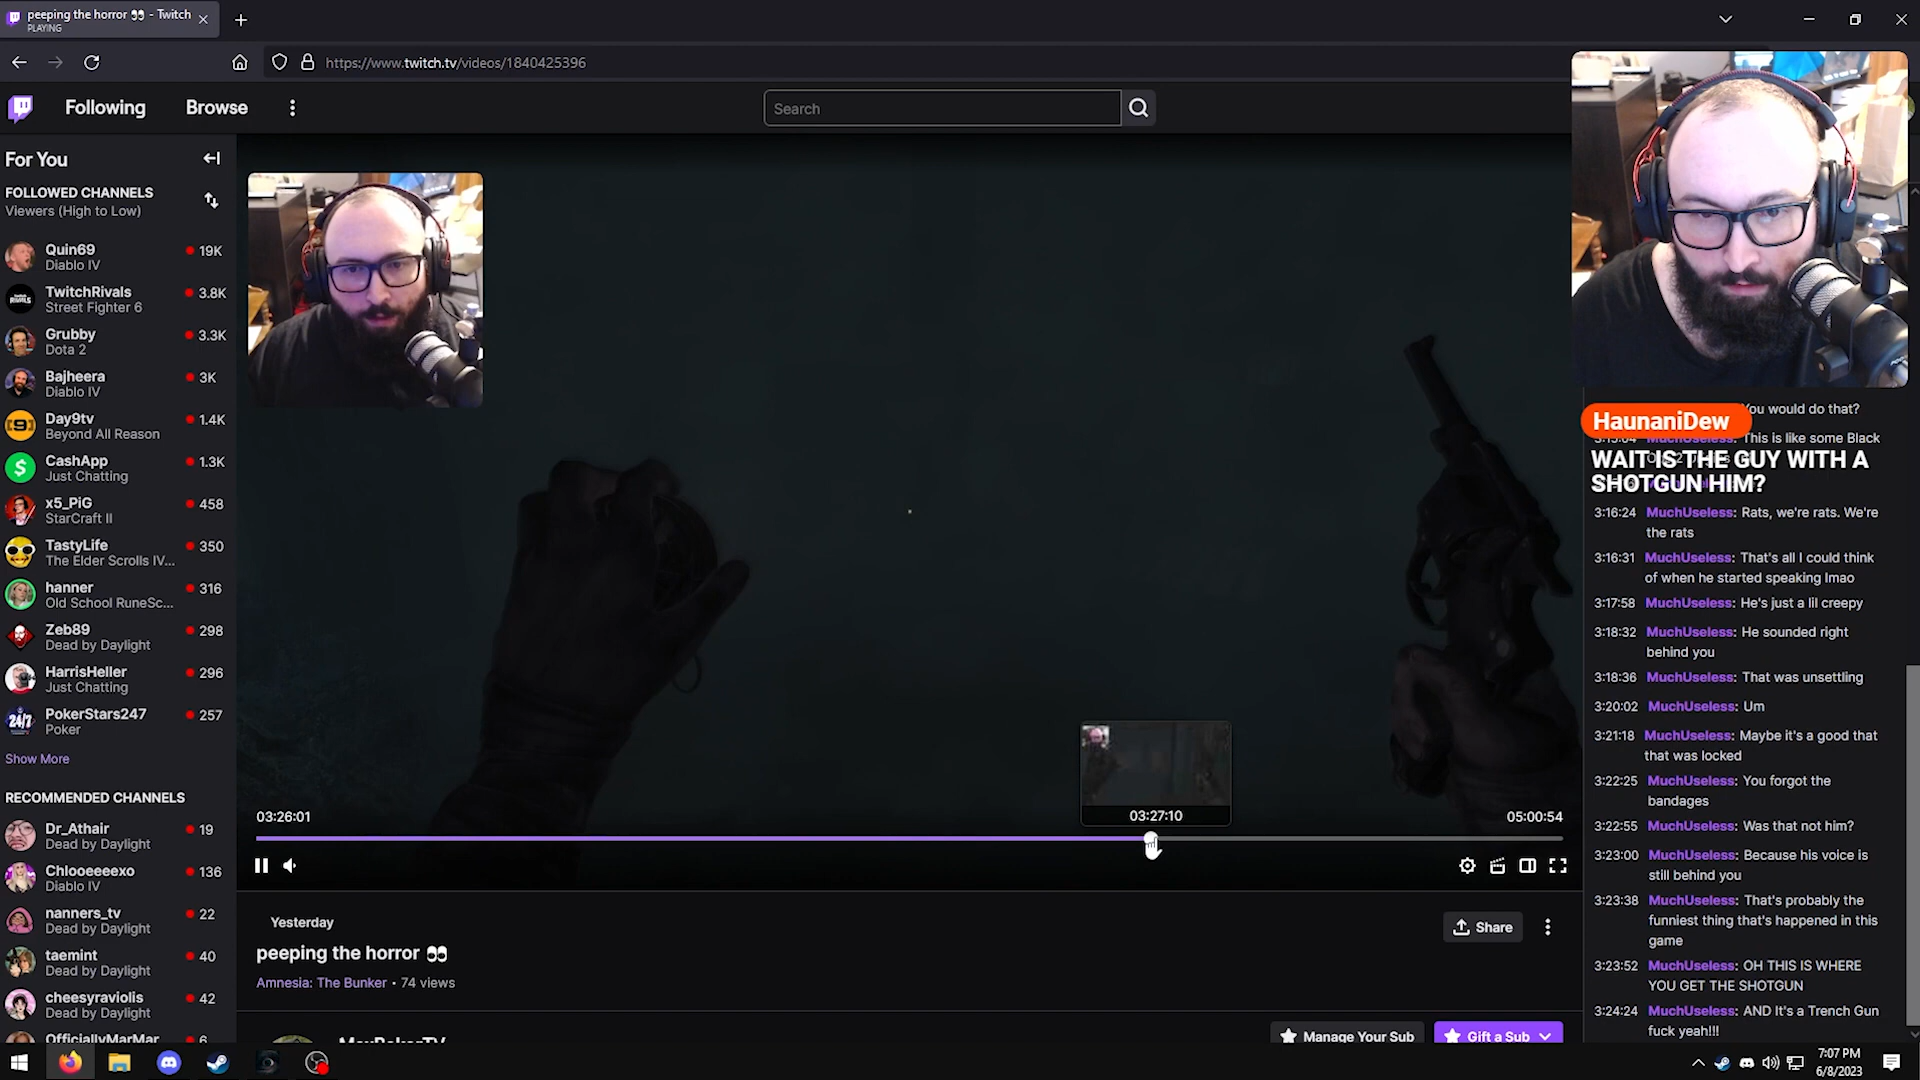 peeping the horror 👀 - Twitch
PLAYING
https://www.twitch.tv/videos/1840425396
Following
Browse
Search
For You
FOLLOWED CHANNELS
Viewers (High to Low)
Quin69
19K
Diablo IV
TwitchRivals
3.8K
Street Fighter 6
Grubby
3.3K
Dota 2
Bajheera
3K
Diablo IV
Day9tv
1.4K
Beyond All Reason
CashApp
1.3K
Just Chatting
x5_PiG
458
StarCraft II
TastyLife
350
The Elder Scrolls IV...
hanner
316
Old School RuneSc...
Zeb89
298
Dead by Daylight
HarrisHeller
296
Just Chatting
PokerStars247
257
Poker
Show More
RECOMMENDED CHANNELS
Dr_Athair
19
Dead by Daylight
Chlooeeeexo
136
Diablo IV
nanners_tv
22
Dead by Daylight
taemint
40
Dead by Daylight
cheesyraviolis
42
Dead by Daylight
OfficiallyMarMar
6
03:26:01
03:27:10
05:00:54
Yesterday
peeping the horror 👀
Amnesia: The Bunker • 74 views
Share
Manage Your Sub
Gift a Sub
You would do that?
HaunaniDew
This is like some Black
WAIT IS THE GUY WITH A
SHOTGUN HIM?
3:16:24 MuchUseless: Rats, we're rats. We're
the rats
3:16:31 MuchUseless: That's all I could think
of when he started speaking lmao
3:17:58 MuchUseless: He's just a lil creepy
3:18:32 MuchUseless: He sounded right
behind you
3:18:36 MuchUseless: That was unsettling
3:20:02 MuchUseless: Um
3:21:18 MuchUseless: Maybe it's a good that
that was locked
3:22:25 MuchUseless: You forgot the
bandages
3:22:55 MuchUseless: Was that not him?
3:23:00 MuchUseless: Because his voice is
still behind you
3:23:38 MuchUseless: That's probably the
funniest thing that's happened in this
game
3:23:52 MuchUseless: OH THIS IS WHERE
YOU GET THE SHOTGUN
3:24:24 MuchUseless: AND It's a Trench Gun
fuck yeah!!!
7:07 PM
6/8/2023